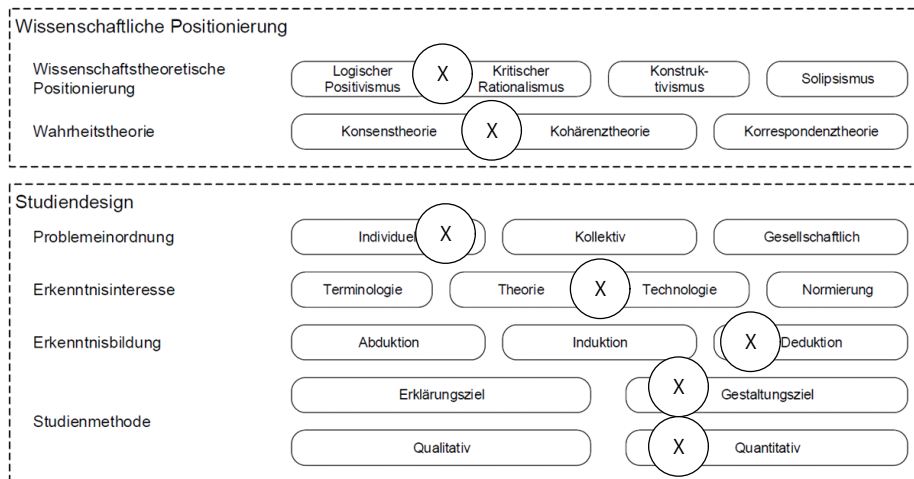 Wissenschaftliche Positionierung
Wissenschaftstheoretische
Positionierung
Logischer
Positivismus
X
Kritischer
Rationalismus
Konstruk-
tivismus
Solipsismus
Wahrheitstheorie
Konsenstheorie
X
Kohärenztheorie
Korrespondenztheorie
Studiendesign
Problemeinordnung
Individuel
X
Kollektiv
Gesellschaftlich
Erkenntnisinteresse
Terminologie
Theorie
X
Technologie
Normierung
Erkenntnisbildung
Abduktion
Induktion
X
Deduktion
Studienmethode
Erklärungsziel
X
Gestaltungsziel
Qualitativ
X
Quantitativ